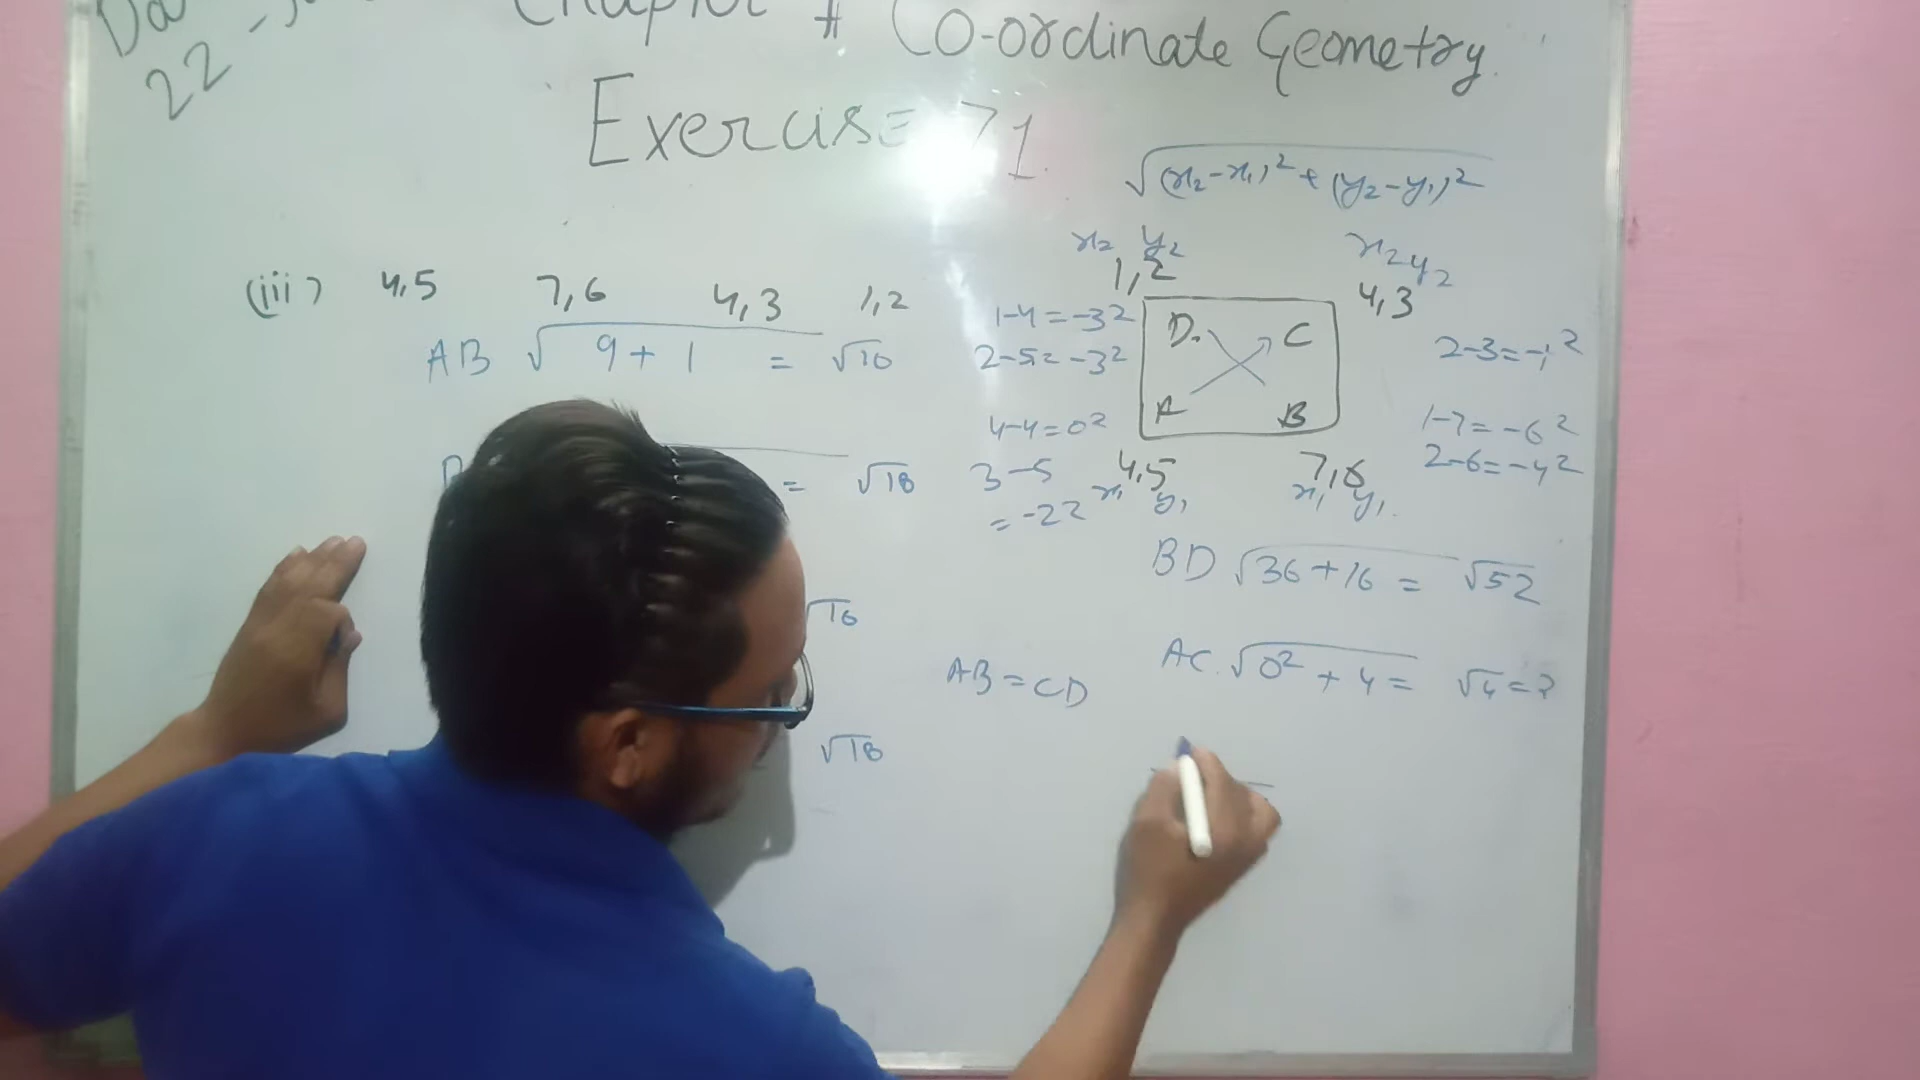 22
Co-ordinate Geometry.
Exercise 7.1
√(x₂-x₁)² + (y₂-y₁)²
(iii) 4,5 7,6 4,3 1,2
AB √9+1 = √10
= √18
√18
x₂ y₂
1,2
x₂ y₂
4,3
1-4=-3²
2-5=-3²
D. C
A B
2-3=-1²
4-4=0²
3-5
=-2²
4,5
x₁ y₁
7,6
x₁ y₁.
1-7=-6²
2-6=-4²
BD √36+16 = √52
AB=CD
AC. √0²+4= √4=2